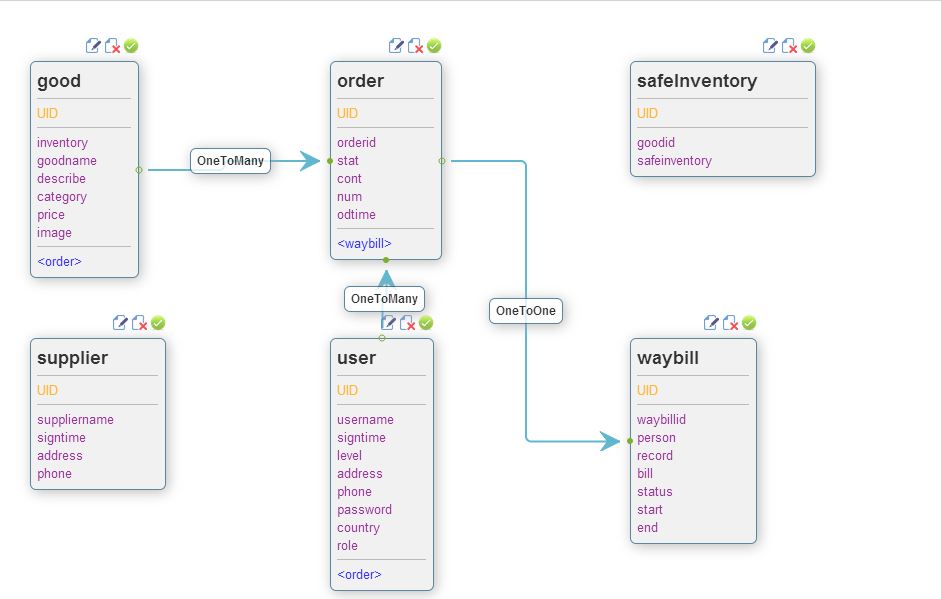 good
UID
inventory
goodname
describe
category
price
image
<order>
OneToMany
order
UID
orderid
stat
cont
num
odtime
<waybill>
safeInventory
UID
goodid
safeinventory
OneToMany
OneToOne
supplier
UID
suppliername
signtime
address
phone
user
UID
username
signtime
level
address
phone
password
country
role
<order>
waybill
UID
waybillid
person
record
bill
status
start
end